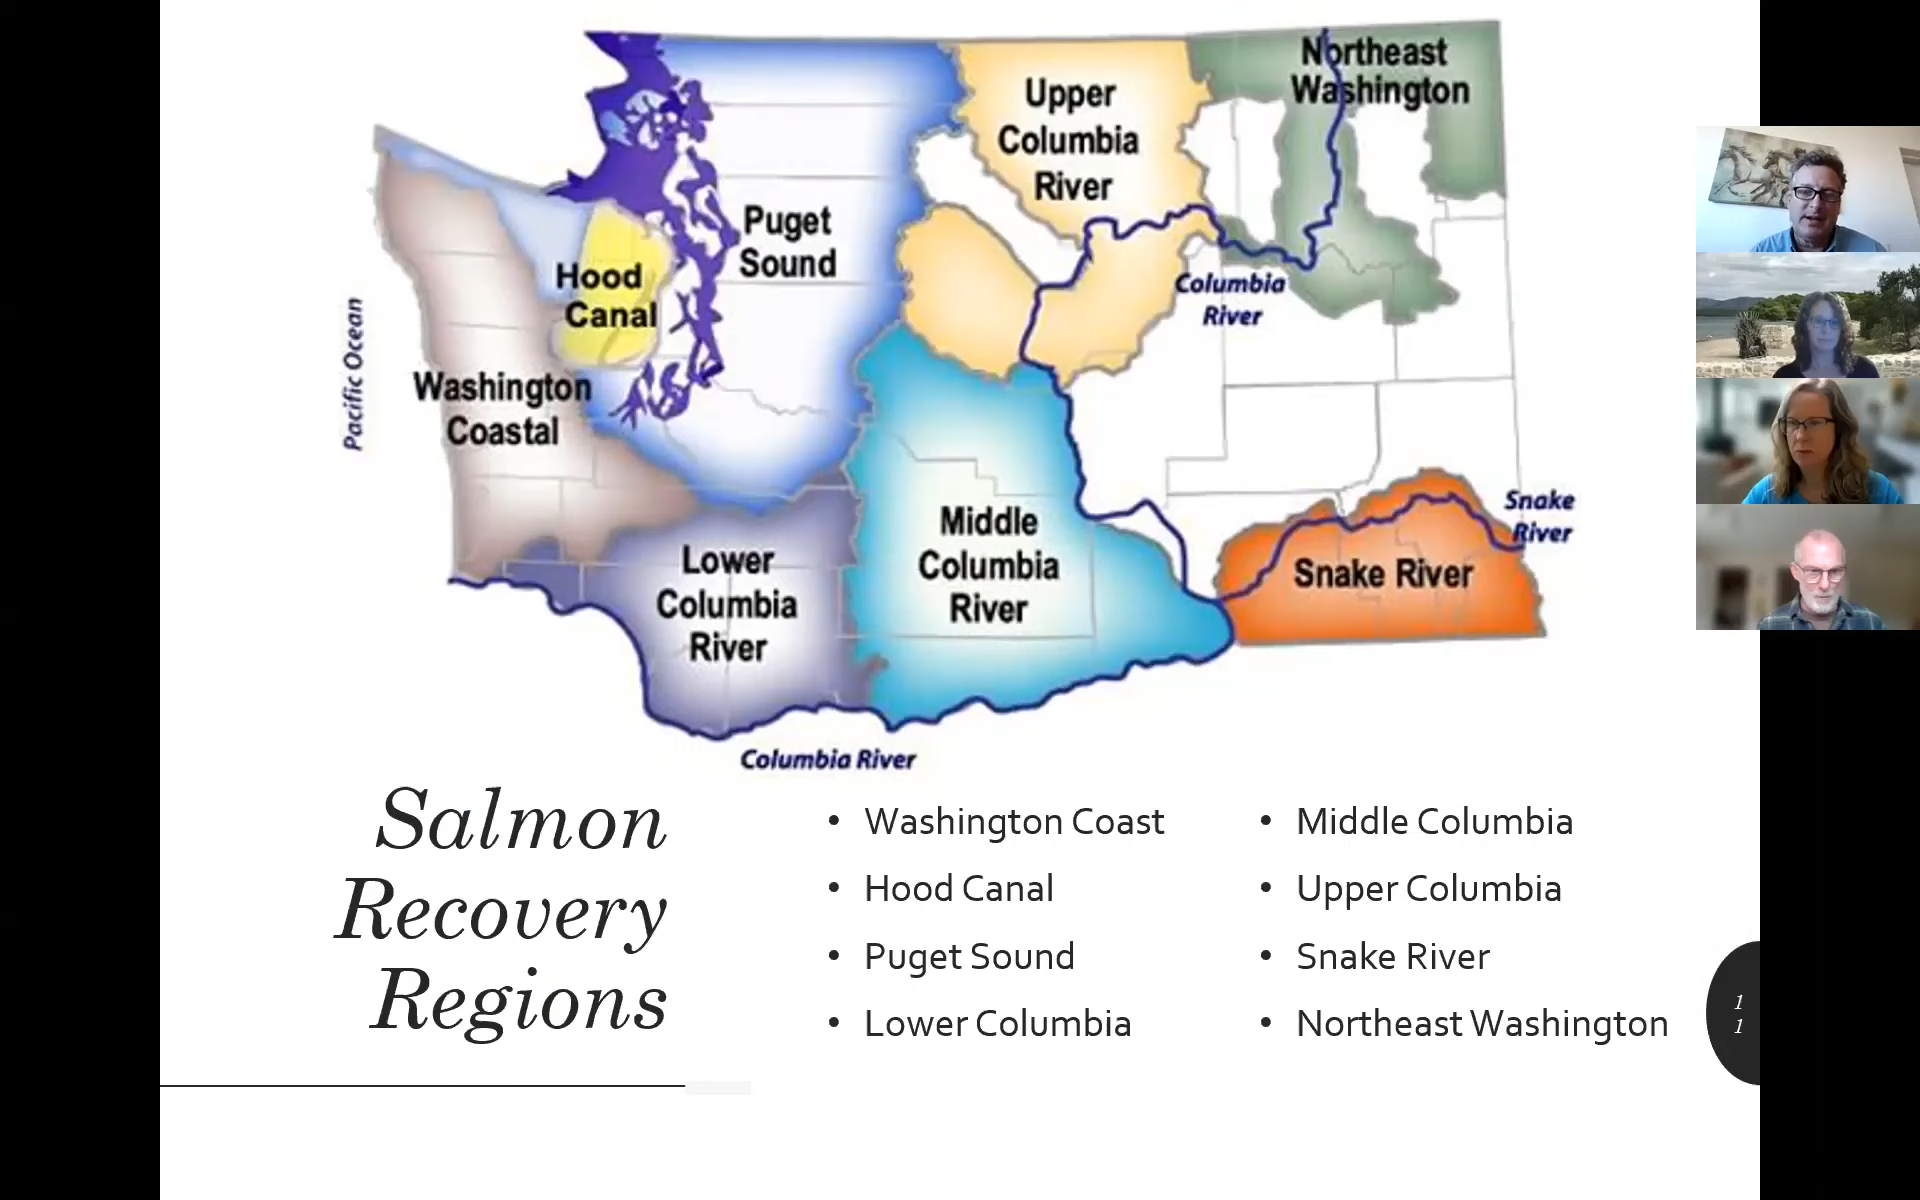 Northeast
Washington
Upper
Columbia
River
Puget
Sound
Hood
Canal
Columbia
River
Pacific Ocean
Washington
Coastal
Snake
River
Middle
Columbia
River
Lower
Columbia
River
Snake River
Columbia River
Salmon
Recovery
Regions
• Washington Coast
• Hood Canal
• Puget Sound
• Lower Columbia
• Middle Columbia
• Upper Columbia
• Snake River
• Northeast Washington
1
1